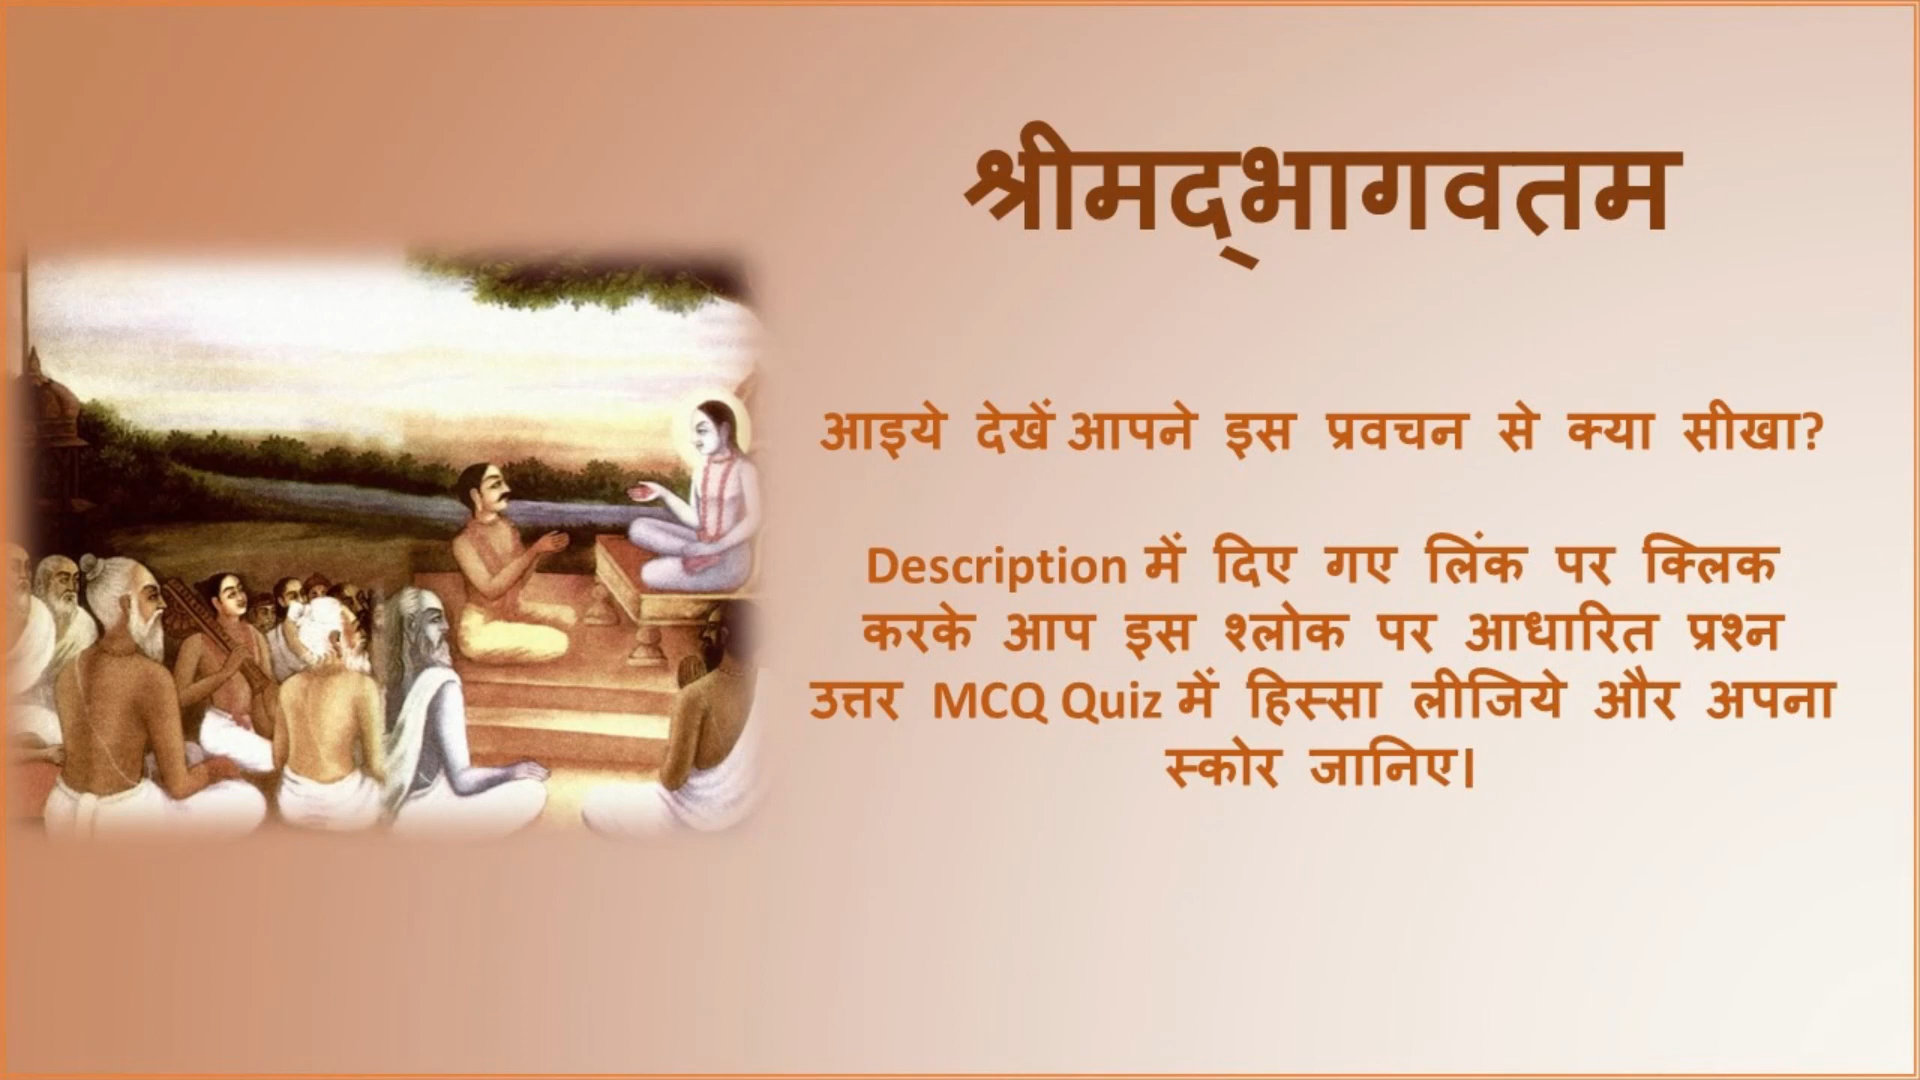 श्रीमद्‌भागवतम
आइये देखें आपने इस प्रवचन से क्या सीखा?
Description में दिए गए लिंक पर क्लिक
करके आप इस श्लोक पर आधारित प्रश्न
उत्तर MCQ Quiz में हिस्सा लीजिये और अपना
स्कोर जानिए।